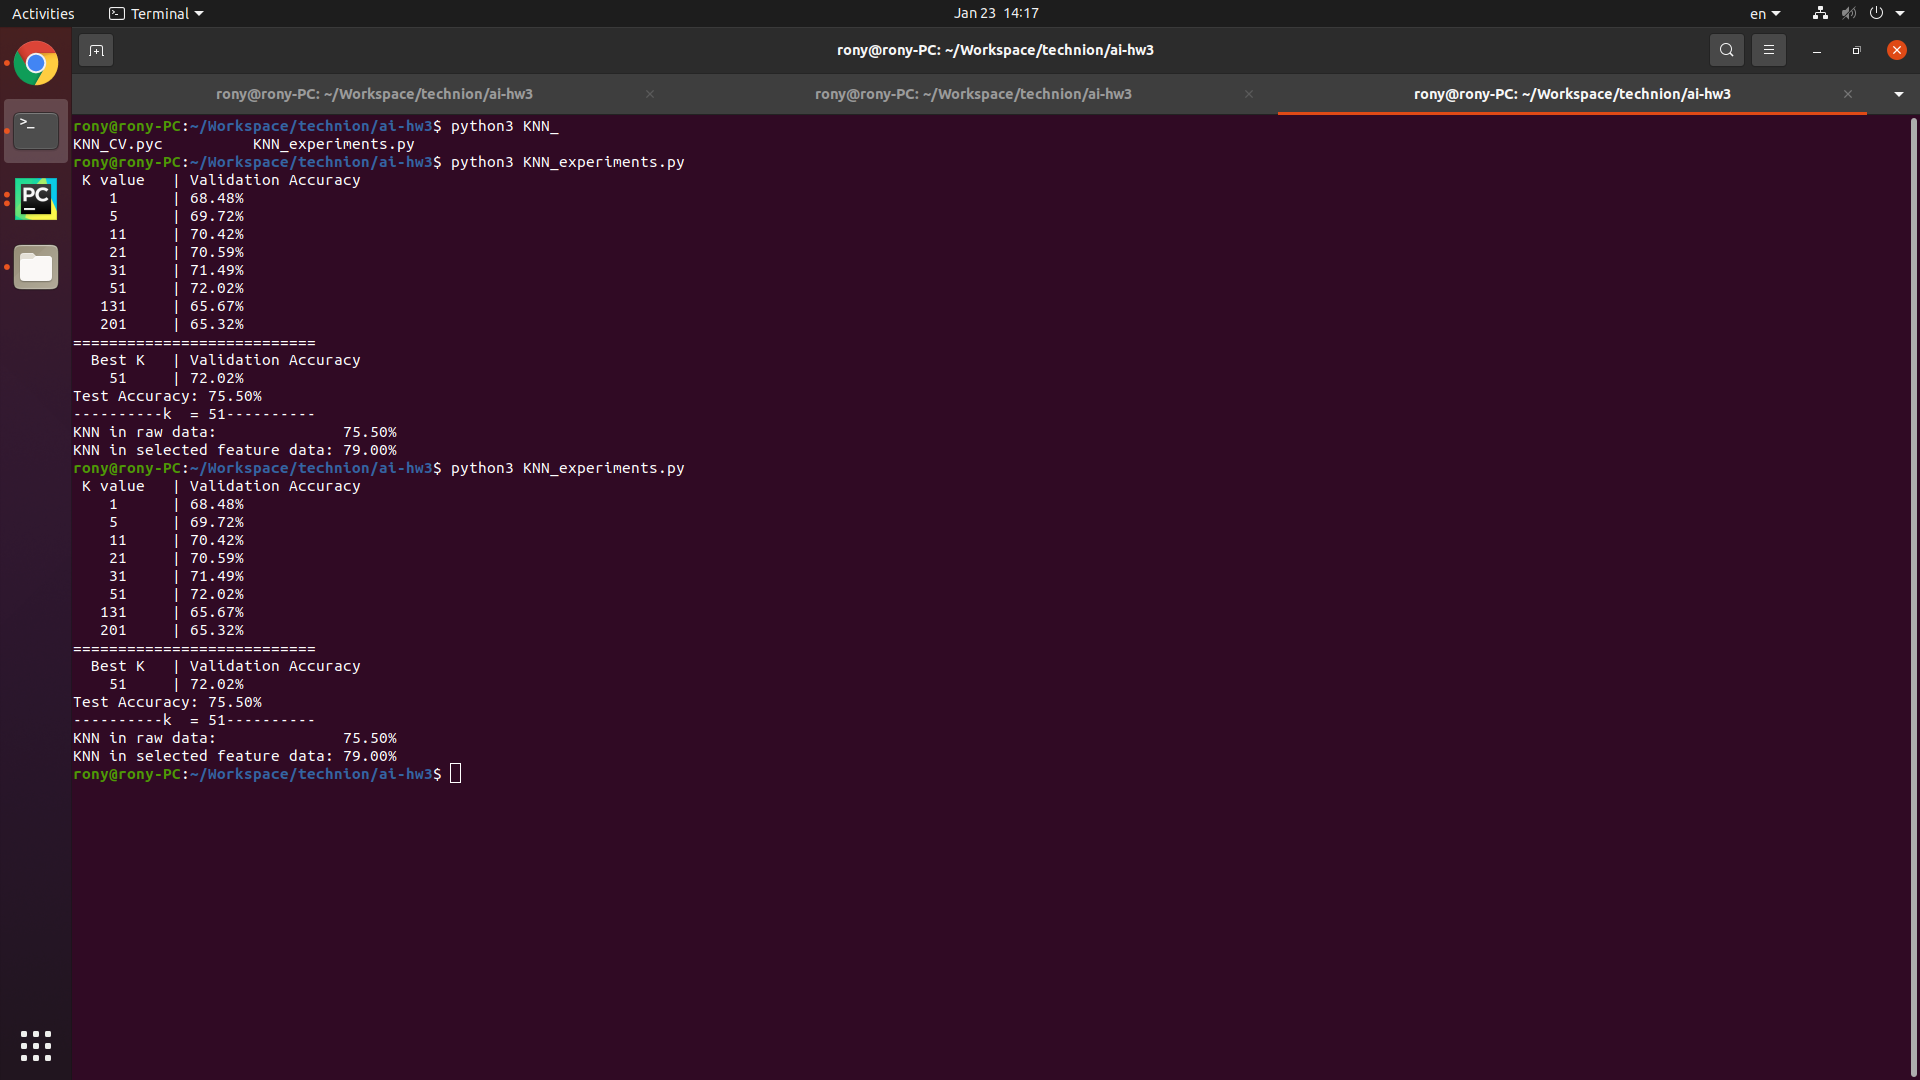 Activities Terminal Jan 23 14:17 en
rony@rony-PC: ~/Workspace/technion/ai-hw3
rony@rony-PC: ~/Workspace/technion/ai-hw3 rony@rony-PC: ~/Workspace/technion/ai-hw3 rony@rony-PC: ~/Workspace/technion/ai-hw3
>_
PC
rony@rony-PC:~/Workspace/technion/ai-hw3$ python3 KNN_
KNN_CV.pyc          KNN_experiments.py
rony@rony-PC:~/Workspace/technion/ai-hw3$ python3 KNN_experiments.py
 K value   | Validation Accuracy
    1      | 68.48%
    5      | 69.72%
    11     | 70.42%
    21     | 70.59%
    31     | 71.49%
    51     | 72.02%
   131     | 65.67%
   201     | 65.32%
===========================
  Best K   | Validation Accuracy
    51     | 72.02%
Test Accuracy: 75.50%
----------k  = 51----------
KNN in raw data:              75.50%
KNN in selected feature data: 79.00%
rony@rony-PC:~/Workspace/technion/ai-hw3$ python3 KNN_experiments.py
 K value   | Validation Accuracy
    1      | 68.48%
    5      | 69.72%
    11     | 70.42%
    21     | 70.59%
    31     | 71.49%
    51     | 72.02%
   131     | 65.67%
   201     | 65.32%
===========================
  Best K   | Validation Accuracy
    51     | 72.02%
Test Accuracy: 75.50%
----------k  = 51----------
KNN in raw data:              75.50%
KNN in selected feature data: 79.00%
rony@rony-PC:~/Workspace/technion/ai-hw3$